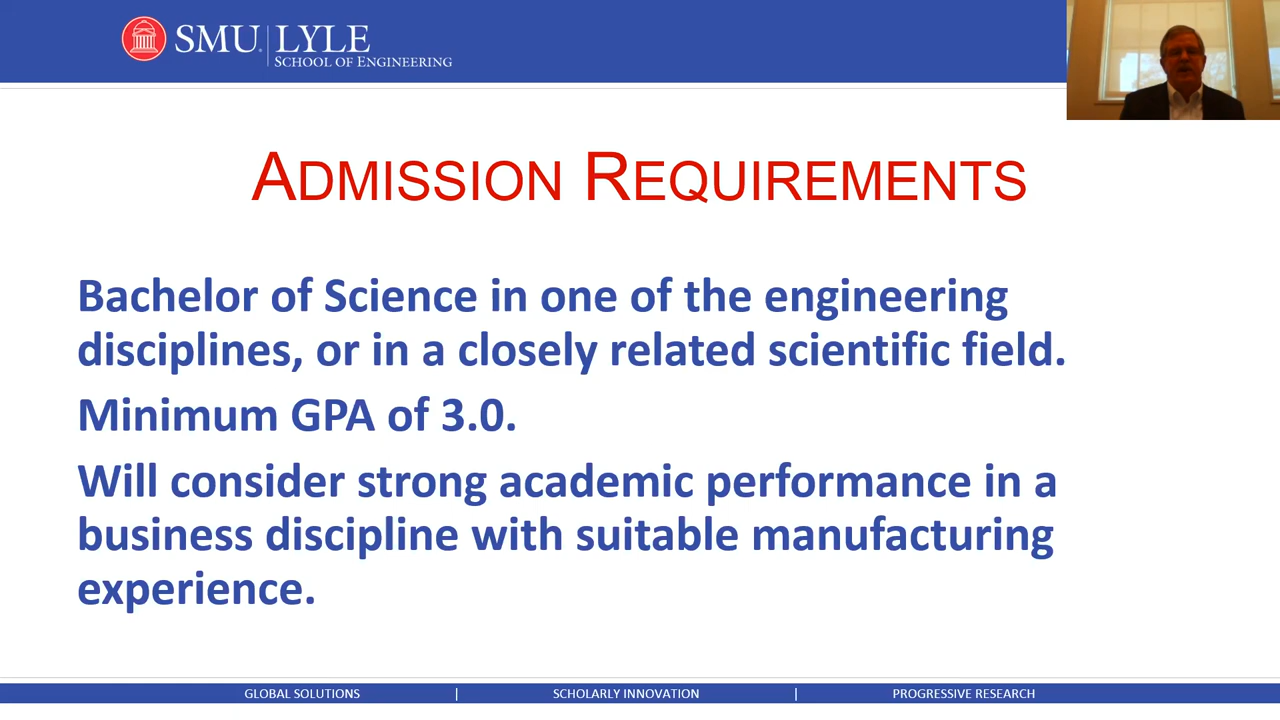 SMU LYLE
SCHOOL OF ENGINEERING
ADMISSION REQUIREMENTS
Bachelor of Science in one of the engineering
disciplines, or in a closely related scientific field.
Minimum GPA of 3.0.
Will consider strong academic performance in a
business discipline with suitable manufacturing
experience.
GLOBAL SOLUTIONS | SCHOLARLY INNOVATION | PROGRESSIVE RESEARCH